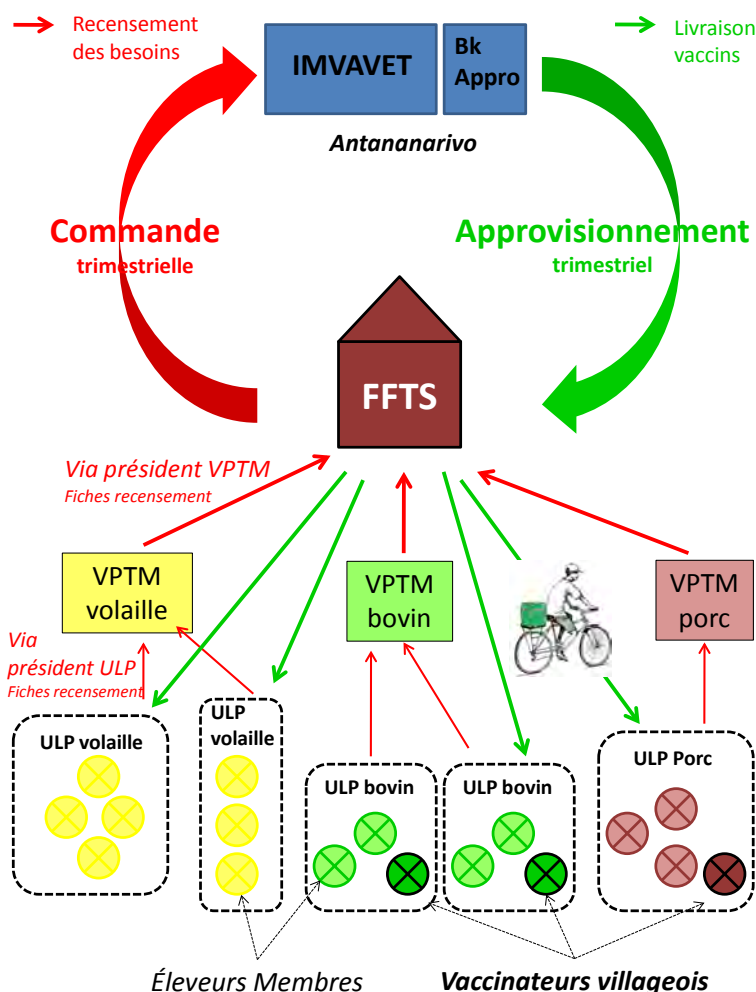 Recensement
des besoins
IMVAVET
Bk
Appro
Livraison
vaccins
Antananarivo
Commande
trimestrielle
Approvisionnement
trimestriel
FFTS
Via président VPTM
Fiches recensement
VPTM
volaille
VPTM
bovin
VPTM
porc
Via
président ULP
Fiches recensement
ULP volaille
ULP
volaille
ULP bovin
ULP bovin
ULP Porc
Éleveurs Membres
Vaccinateurs villageois